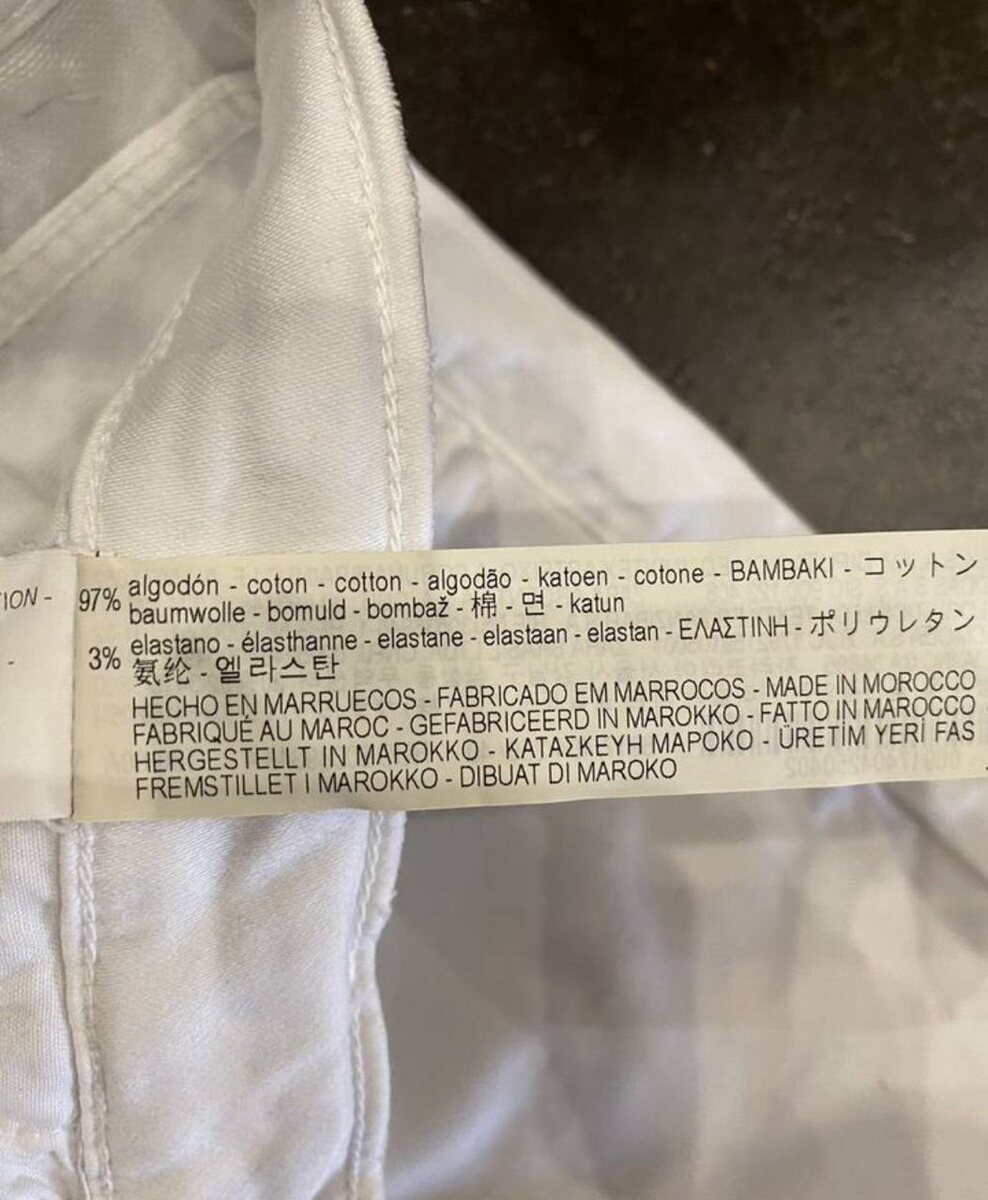 TION - 97% algodón - coton - cotton - algodão - katoen - cotone - BAMBAKI - コットン
baumwolle - bomuld - bombaž - 棉 - 면 - katun
- 3% elastano - élasthanne - elastane - elastaan - elastan - ΕΛΑΣΤΙΝΗ - ポリウレタン
氨纶 - 엘라스탄
HECHO EN MARRUECOS - FABRICADO EM MARROCOS - MADE IN MOROCCO
FABRIQUÉ AU MAROC - GEFABRICEERD IN MAROKKO - FATTO IN MAROCCO
HERGESTELLT IN MAROKKO - ΚΑΤΑΣΚΕΥΗ ΜΑΡΟΚΟ - ÜRETİM YERİ FAS
FREMSTILLET I MAROKKO - DIBUAT DI MAROKO